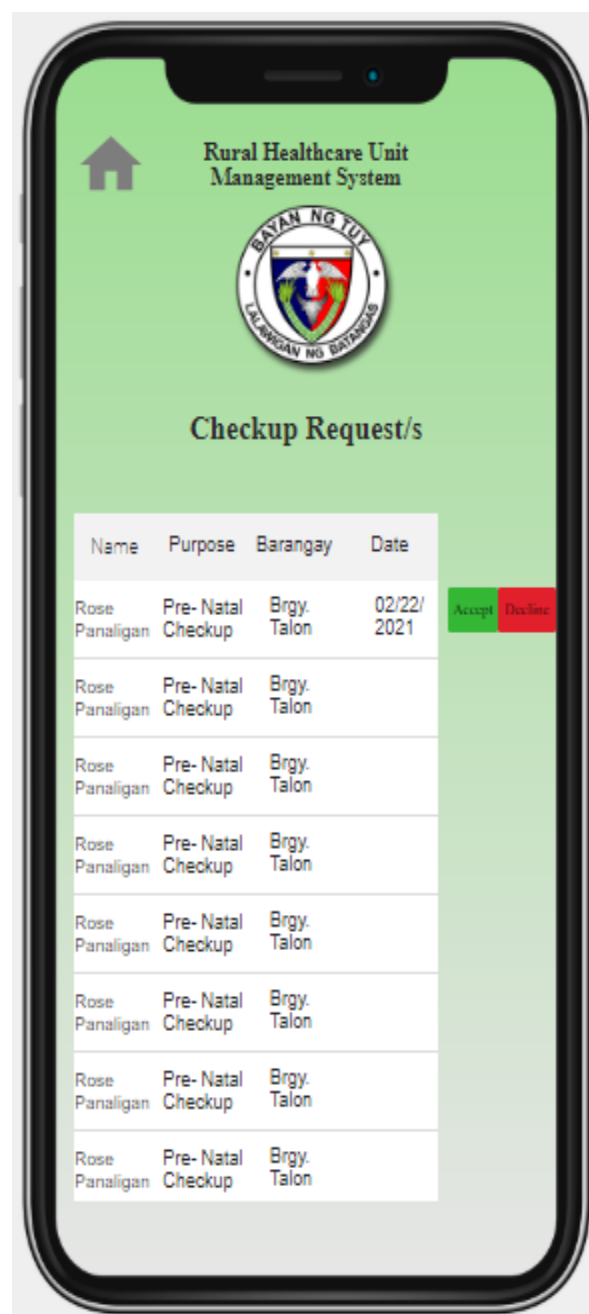 Rural Healthcare Unit
Management System
BAYAN NG TUY
LALAWIGAN NG BATANGAS
Checkup Request/s
Name Purpose Barangay Date
Rose Pre- Natal Brgy. 02/22/
Panaligan Checkup Talon 2021
Accept Decline
Rose Pre- Natal Brgy.
Panaligan Checkup Talon
Rose Pre- Natal Brgy.
Panaligan Checkup Talon
Rose Pre- Natal Brgy.
Panaligan Checkup Talon
Rose Pre- Natal Brgy.
Panaligan Checkup Talon
Rose Pre- Natal Brgy.
Panaligan Checkup Talon
Rose Pre- Natal Brgy.
Panaligan Checkup Talon
Rose Pre- Natal Brgy.
Panaligan Checkup Talon